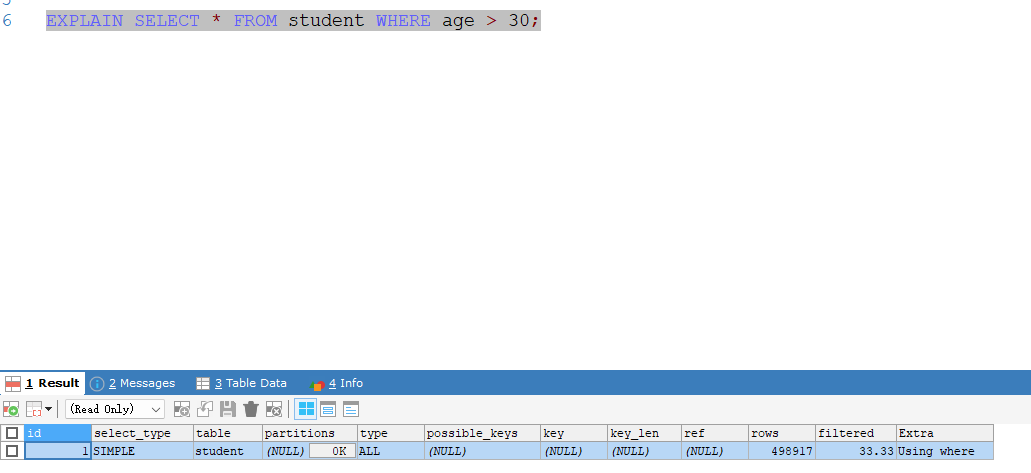 5
6 EXPLAIN SELECT * FROM student WHERE age > 30;
1 Result 2 Messages 3 Table Data 4 Info
(Read Only)
id select_type table partitions type possible_keys key key_len ref rows filtered Extra
1 SIMPLE student (NULL) 0K ALL (NULL) (NULL) (NULL) (NULL) 498917 33.33 Using where